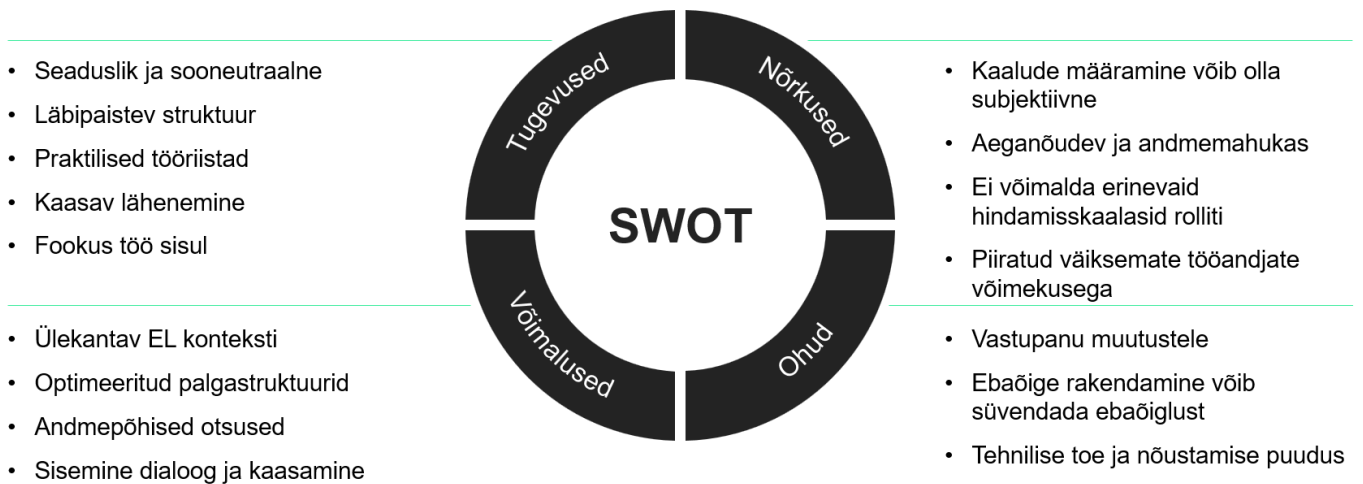 Tugevused
• Seaduslik ja sooneutraalne
• Läbipaistev struktuur
• Praktilised tööriistad
• Kaasav lähenemine
• Fookus töö sisul
Nõrkused
• Kaalude määramine võib olla
subjektiivne
• Aeganõudev ja andmemahukas
• Ei võimalda erinevaid
hindamisskaalasid rolliti
• Piiratud väiksemate tööandjate
võimekusega
SWOT
Võimalused
• Ülekantav EL konteksti
• Optimeeritud palgastruktuurid
• Andmepõhised otsused
• Sisemine dialoog ja kaasamine
Ohud
• Vastupanu muutustele
• Ebaõige rakendamine võib
süvendada ebaõiglust
• Tehnilise toe ja nõustamise puudus